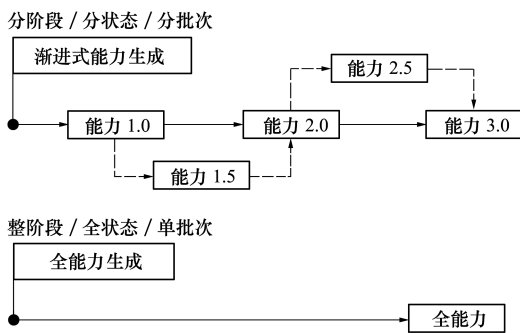 分阶段/分状态/分批次
渐进式能力生成
能力 2.5
能力 1.0
能力 2.0
能力 3.0
能力 1.5
整阶段/全状态/单批次
全能力生成
全能力